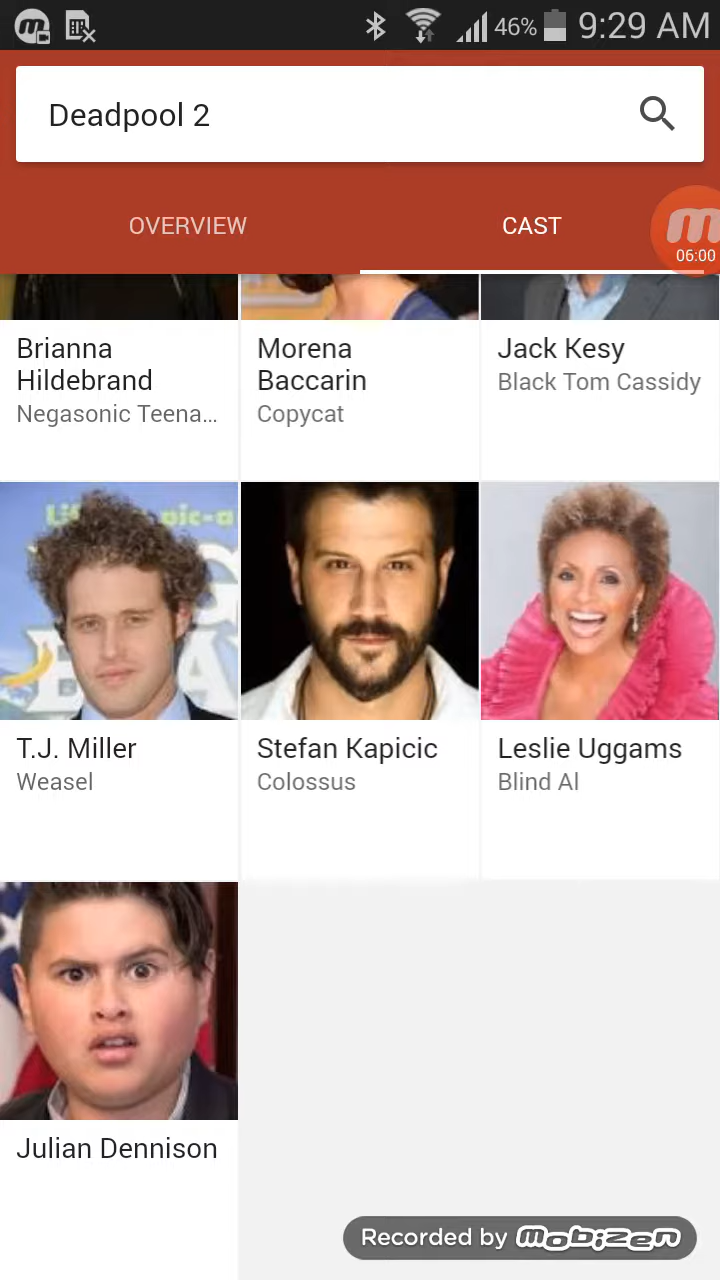 46% 9:29 AM
Deadpool 2
OVERVIEW
CAST
06:00
Brianna
Hildebrand
Negasonic Teena...
Morena
Baccarin
Copycat
Jack Kesy
Black Tom Cassidy
T.J. Miller
Weasel
Stefan Kapicic
Colossus
Leslie Uggams
Blind Al
Julian Dennison
Recorded by mobizen